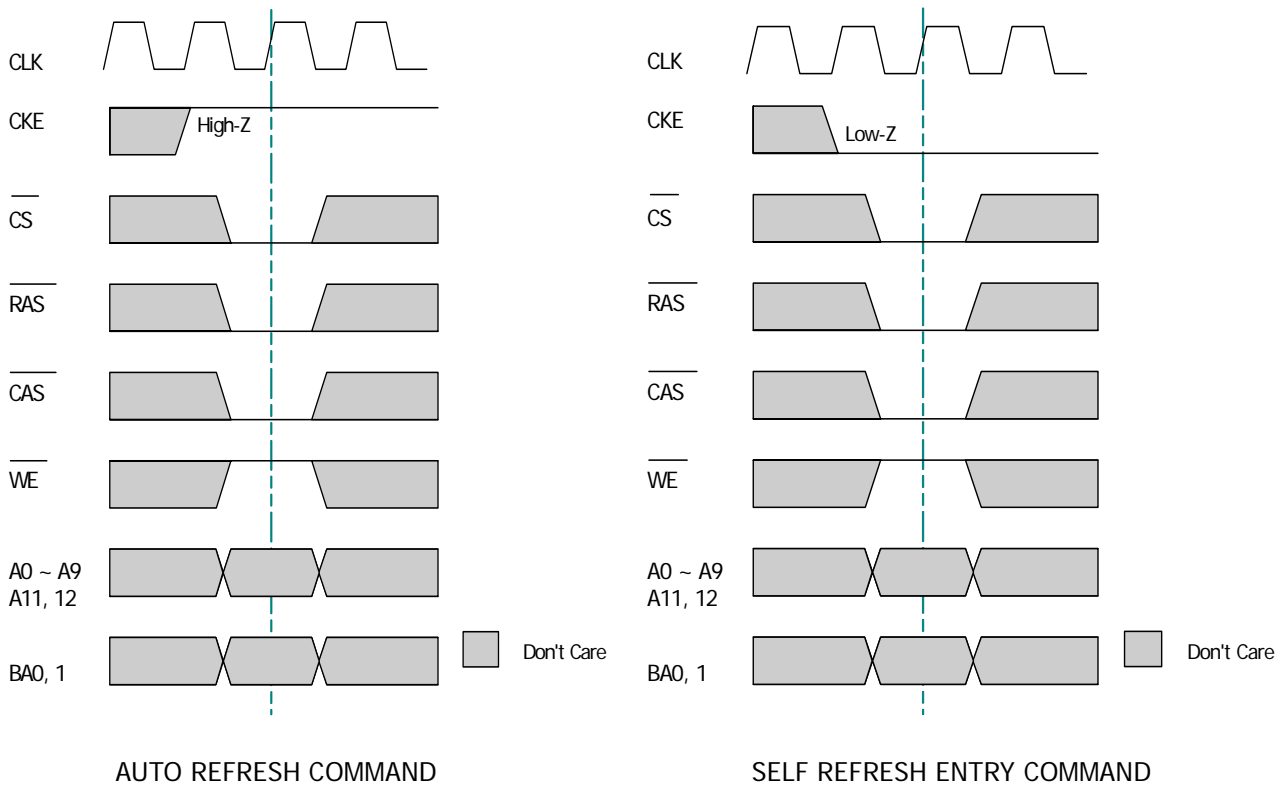 CLK
CKE
High-Z
CS
RAS
CAS
WE
A0 ~ A9
A11, 12
BA0, 1
Don't Care
AUTO REFRESH COMMAND
CLK
CKE
Low-Z
CS
RAS
CAS
WE
A0 ~ A9
A11, 12
BA0, 1
Don't Care
SELF REFRESH ENTRY COMMAND